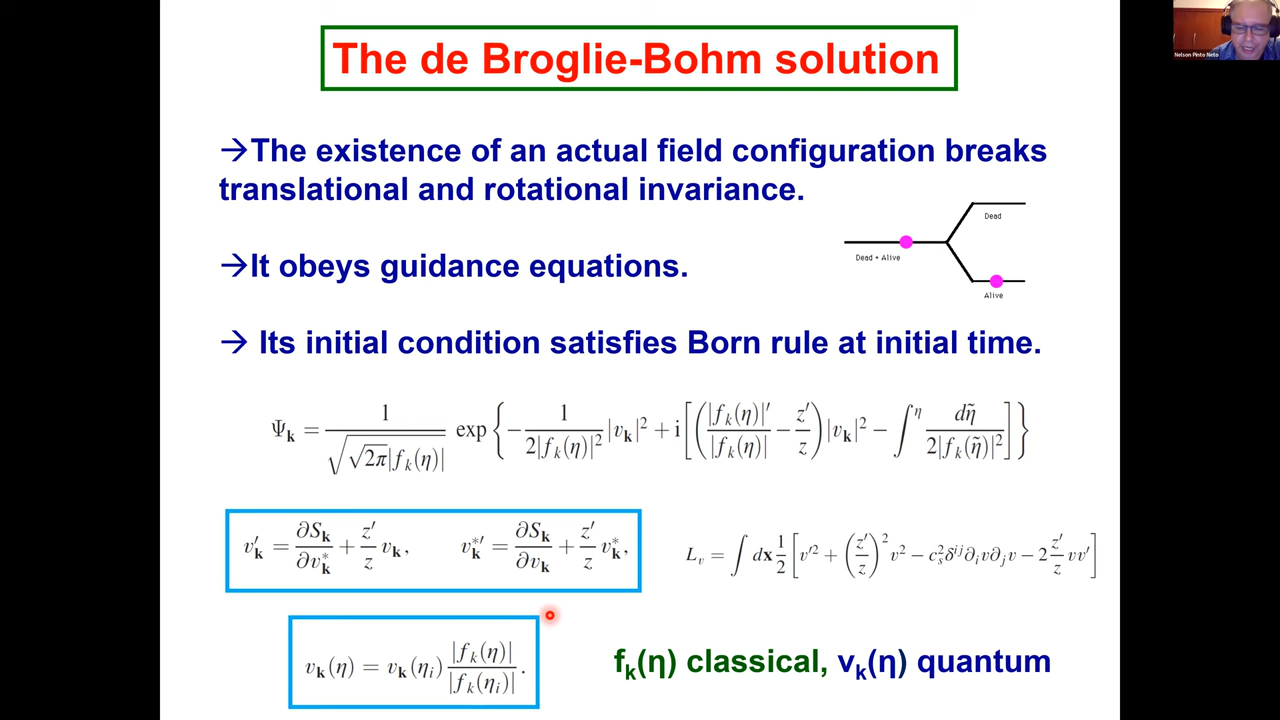 The de Broglie-Bohm solution
Nelson Pinto Neto
→The existence of an actual field configuration breaks
translational and rotational invariance.
Dead
Dead + Alive
Alive
→It obeys guidance equations.
→ Its initial condition satisfies Born rule at initial time.
Ψ_𝐤 = 1/√(√(2π)|f_k(η)|) exp{−1/(2|f_k(η)|²)|v_𝐤|² + i[(|f_k(η)|′/|f_k(η)| − z′/z)|v_𝐤|² − ∫^η dη̃/(2|f_k(η̃)|²)]}
v′_𝐤 = ∂S_𝐤/∂v*_𝐤 + z′/z v_𝐤, v*′_𝐤 = ∂S_𝐤/∂v_𝐤 + z′/z v*_𝐤,
L_v = ∫ d𝐱 1/2 [v′² + (z′/z)² v² − c_s² δ^{ij} ∂_i v ∂_j v − 2 z′/z vv′]
v_𝐤(η) = v_𝐤(η_i) |f_k(η)|/|f_k(η_i)| .
f_k(η) classical, v_k(η) quantum